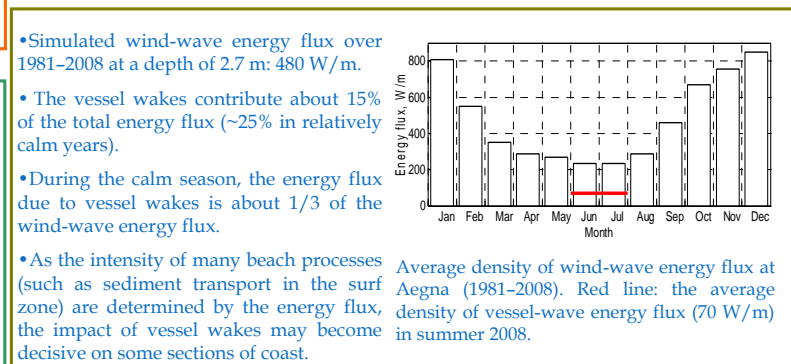 •Simulated wind-wave energy flux over
1981–2008 at a depth of 2.7 m: 480 W/m.
• The vessel wakes contribute about 15%
of the total energy flux (~25% in relatively
calm years).
•During the calm season, the energy flux
due to vessel wakes is about 1/3 of the
wind-wave energy flux.
•As the intensity of many beach processes
(such as sediment transport in the surf
zone) are determined by the energy flux,
the impact of vessel wakes may become
decisive on some sections of coast.
Energy flux, W/m
800
600
400
200
0
Jan Feb Mar Apr May Jun Jul Aug Sep Oct Nov Dec
Month
Average density of wind-wave energy flux at
Aegna (1981–2008). Red line: the average
density of vessel-wave energy flux (70 W/m)
in summer 2008.